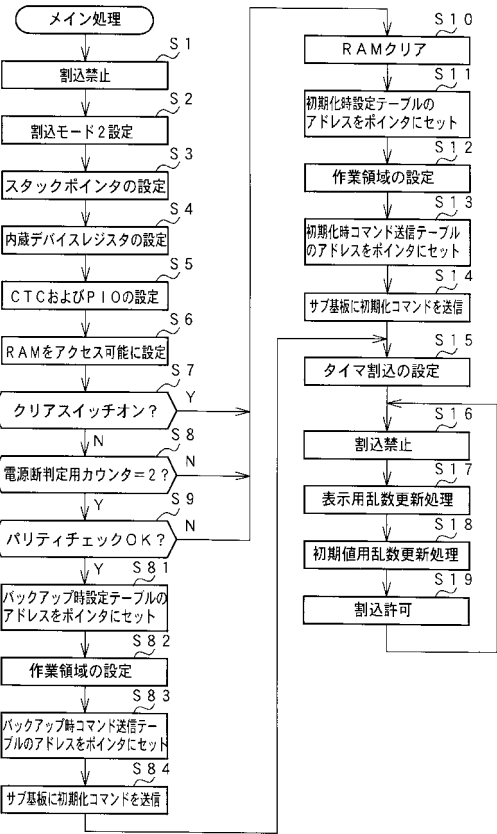 メイン処理
S1
割込禁止
S2
割込モード2設定
S3
スタックポインタの設定
S4
内蔵デバイスレジスタの設定
S5
CTCおよびPIOの設定
S6
RAMをアクセス可能に設定
S7
クリアスイッチオン?
Y
N
S8
電源断判定用カウンタ=2?
N
Y
S9
パリティチェックOK?
N
Y
S81
バックアップ時設定テーブルの
アドレスをポインタにセット
S82
作業領域の設定
S83
バックアップ時コマンド送信テー
ブルのアドレスをポインタにセット
S84
サブ基板に初期化コマンドを送信
S10
RAMクリア
S11
初期化時設定テーブルの
アドレスをポインタにセット
S12
作業領域の設定
S13
初期化時コマンド送信テーブル
のアドレスをポインタにセット
S14
サブ基板に初期化コマンドを送信
S15
タイマ割込の設定
S16
割込禁止
S17
表示用乱数更新処理
S18
初期値用乱数更新処理
S19
割込許可